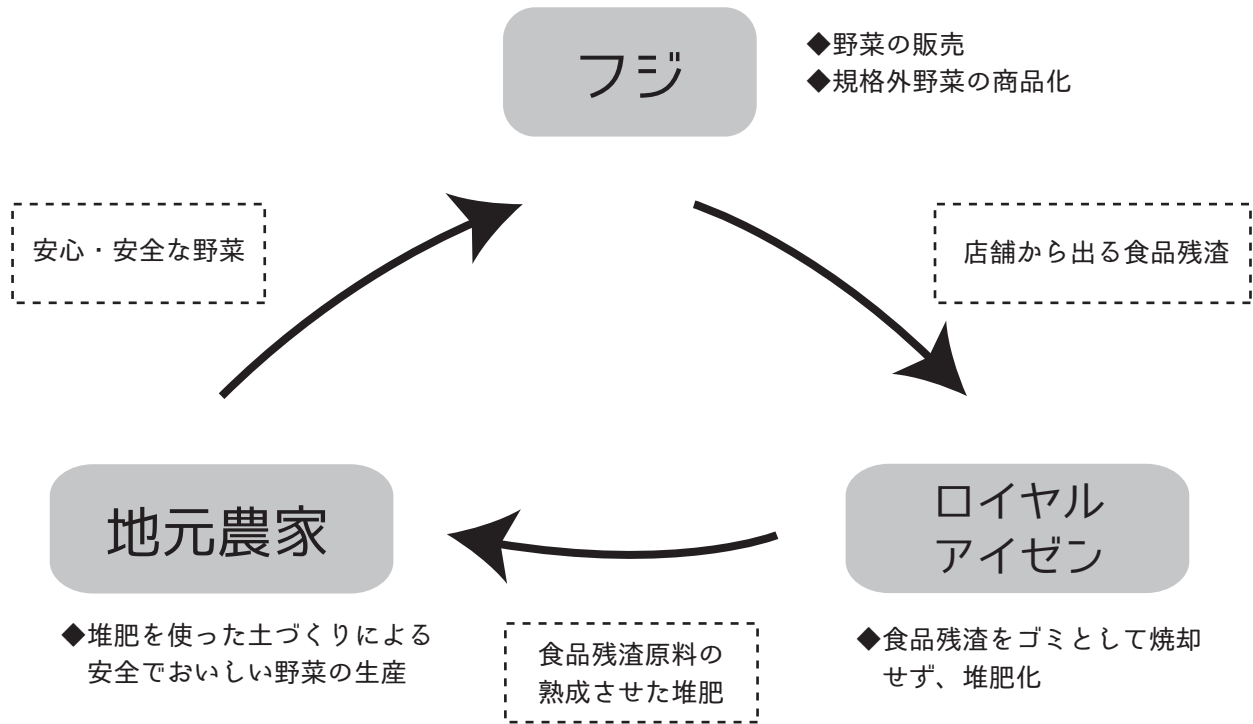 フジ
◆野菜の販売
◆規格外野菜の商品化
安心・安全な野菜
店舗から出る食品残渣
地元農家
ロイヤル
アイゼン
◆堆肥を使った土づくりによる
安全でおいしい野菜の生産
食品残渣原料の
熟成させた堆肥
◆食品残渣をゴミとして焼却
せず、堆肥化